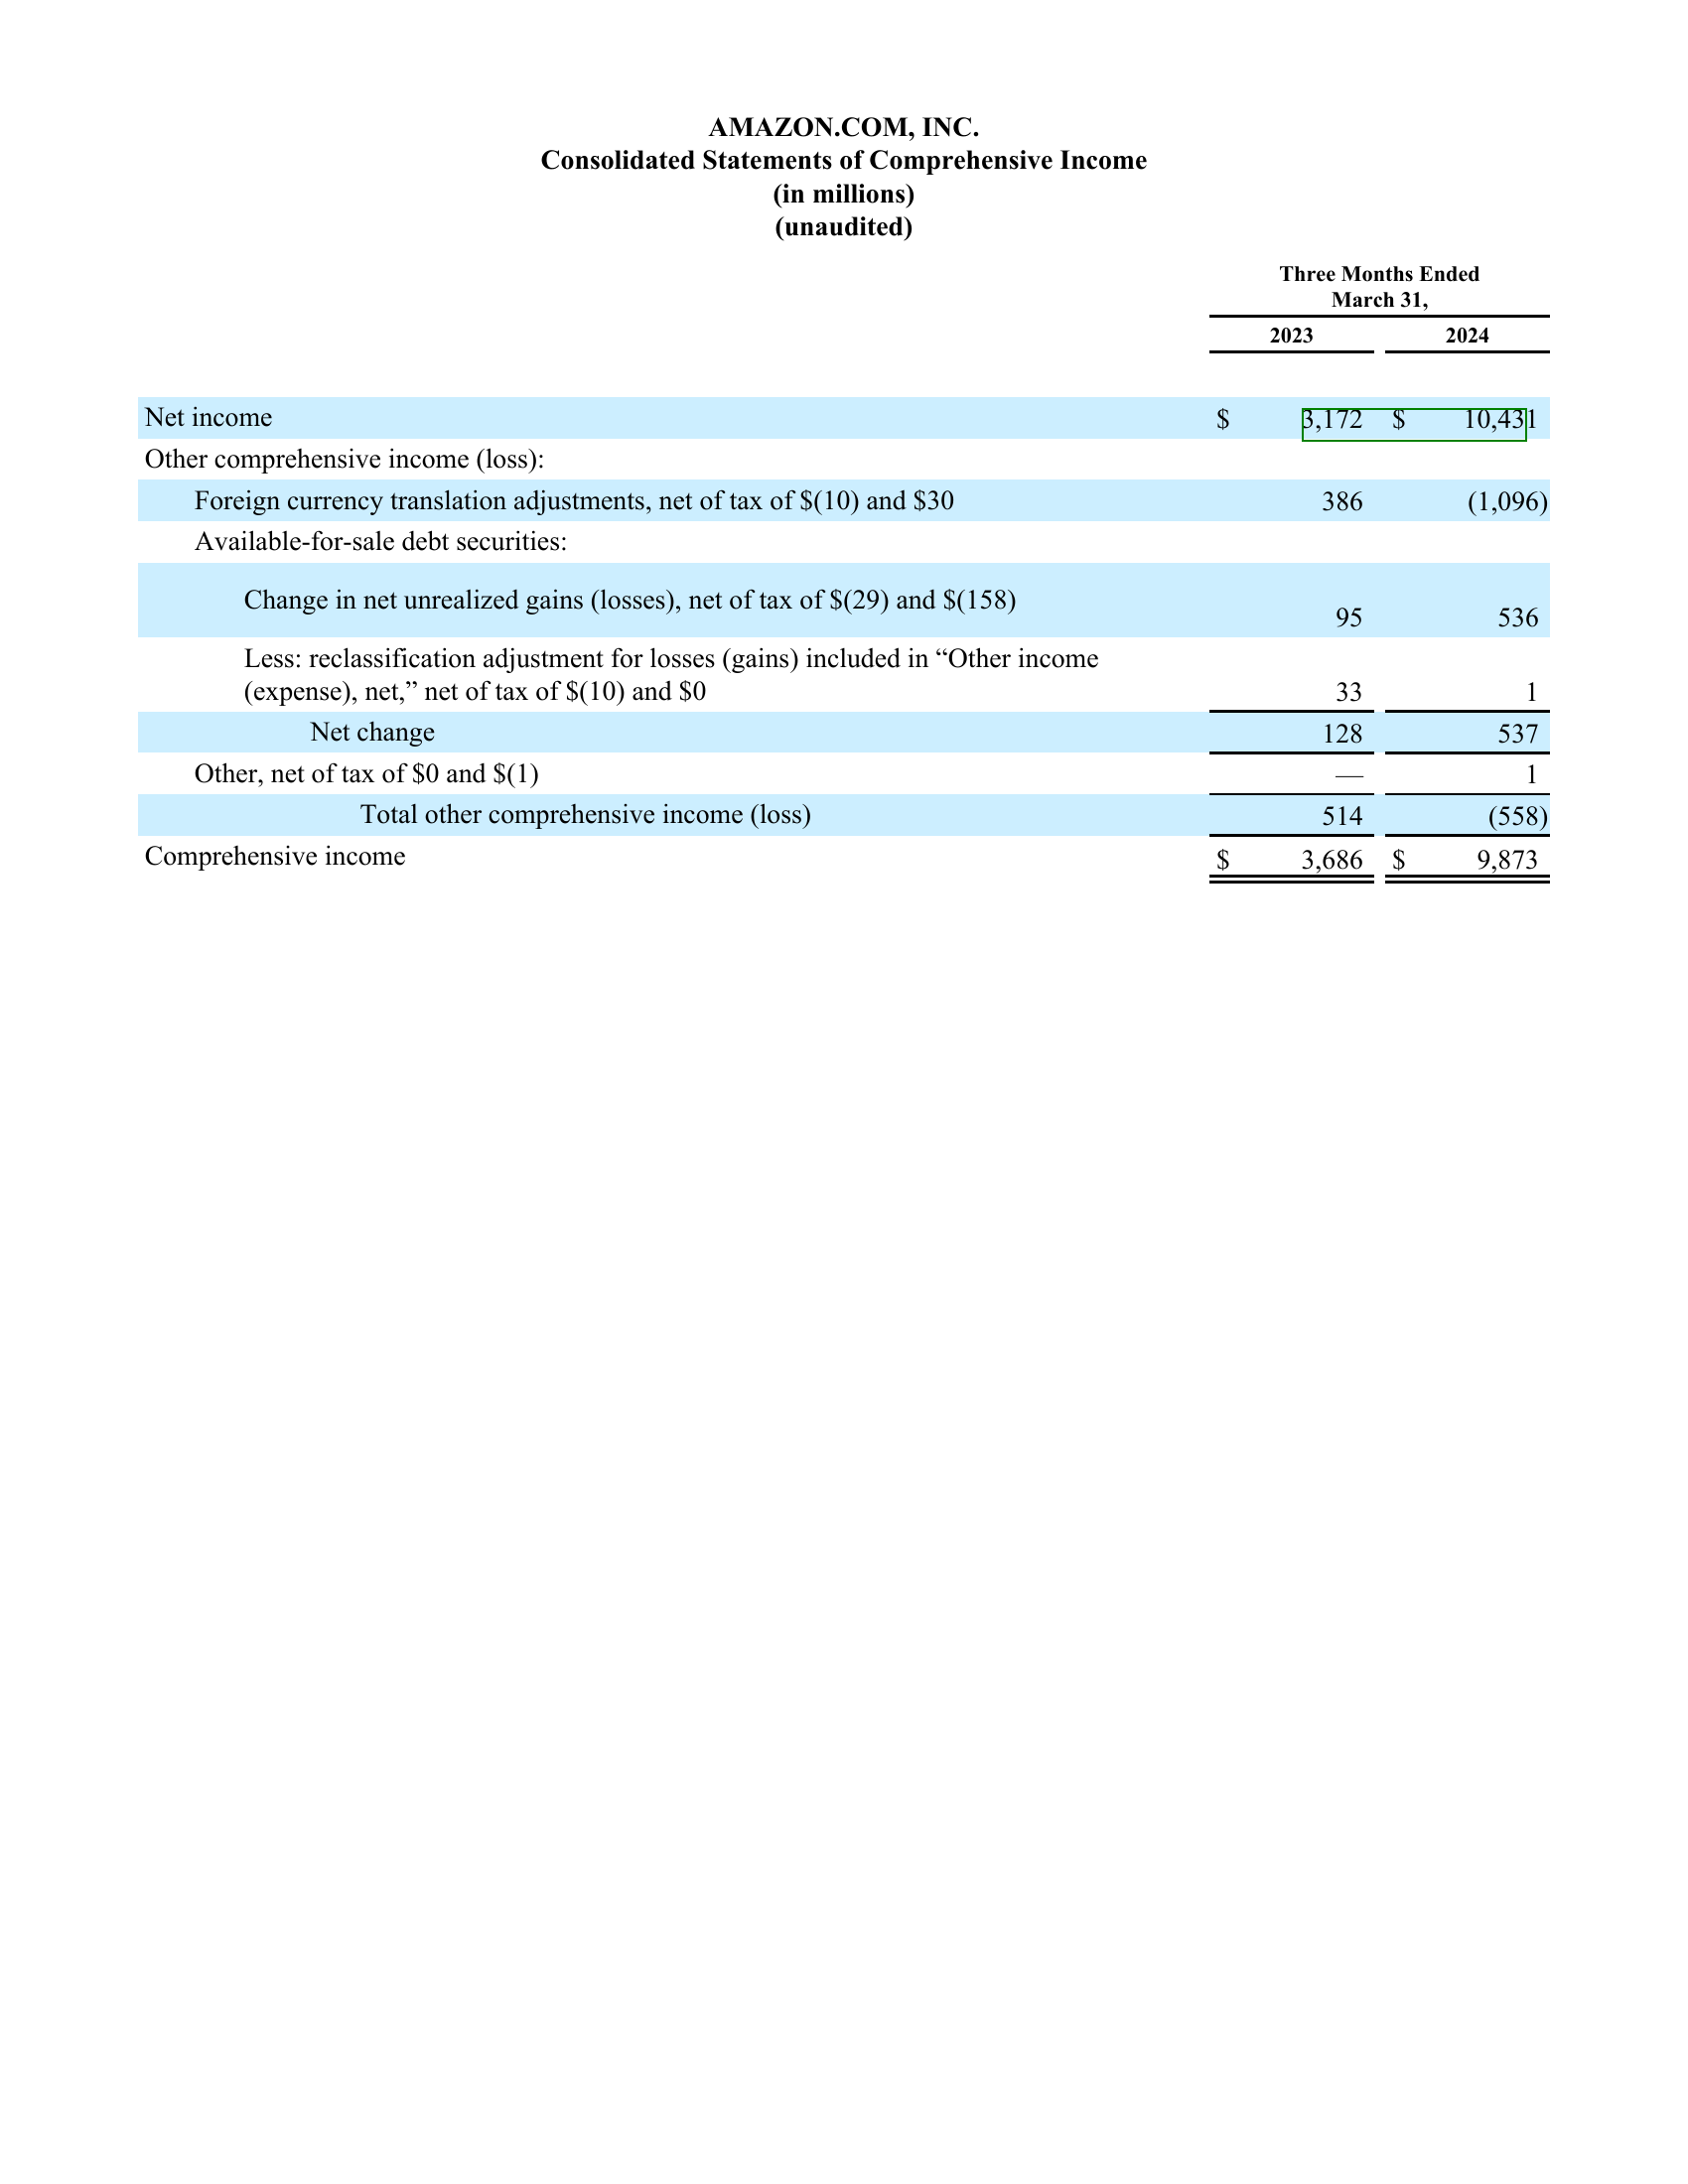 AMAZON.COM, INC.
Consolidated Statements of Comprehensive Income
(in millions)
(unaudited)
Three Months Ended
March 31,
2023 2024
Net income $ 3,172 $ 10,431
Other comprehensive income (loss):
Foreign currency translation adjustments, net of tax of $(10) and $30 386 (1,096)
Available-for-sale debt securities:
Change in net unrealized gains (losses), net of tax of $(29) and $(158) 95 536
Less: reclassification adjustment for losses (gains) included in “Other income
(expense), net,” net of tax of $(10) and $0 33 1
Net change 128 537
Other, net of tax of $0 and $(1) — 1
Total other comprehensive income (loss) 514 (558)
Comprehensive income $ 3,686 $ 9,873